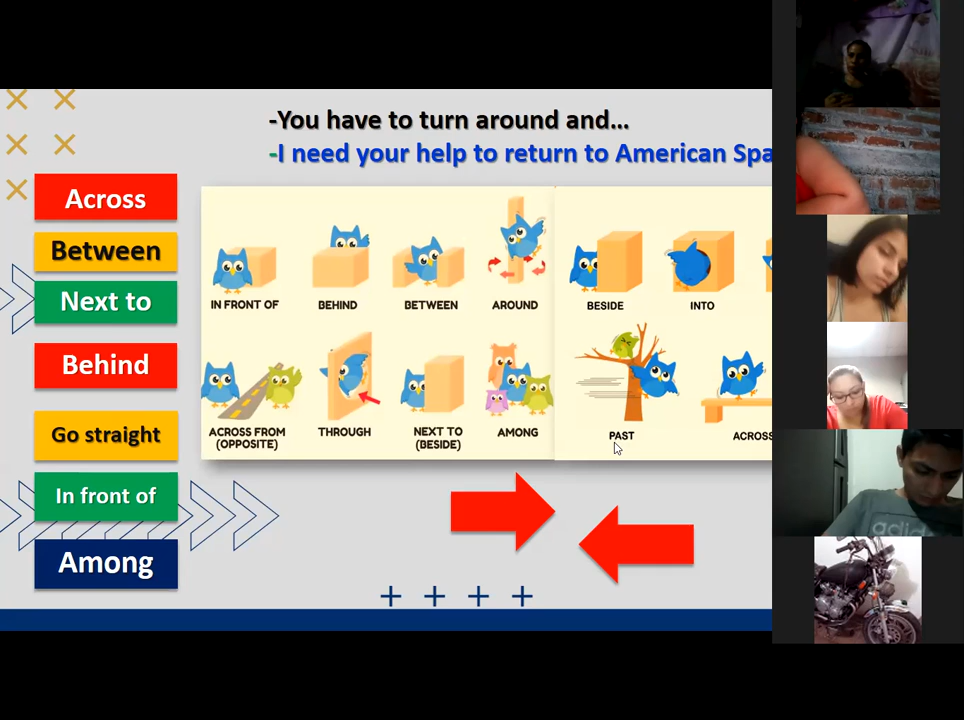 -You have to turn around and…
-I need your help to return to American Spa
Across
Between
Next to
Behind
Go straight
In front of
Among
IN FRONT OF
BEHIND
BETWEEN
AROUND
BESIDE
INTO
ACROSS FROM
(OPPOSITE)
THROUGH
NEXT TO
(BESIDE)
AMONG
PAST
ACROSS
adidas